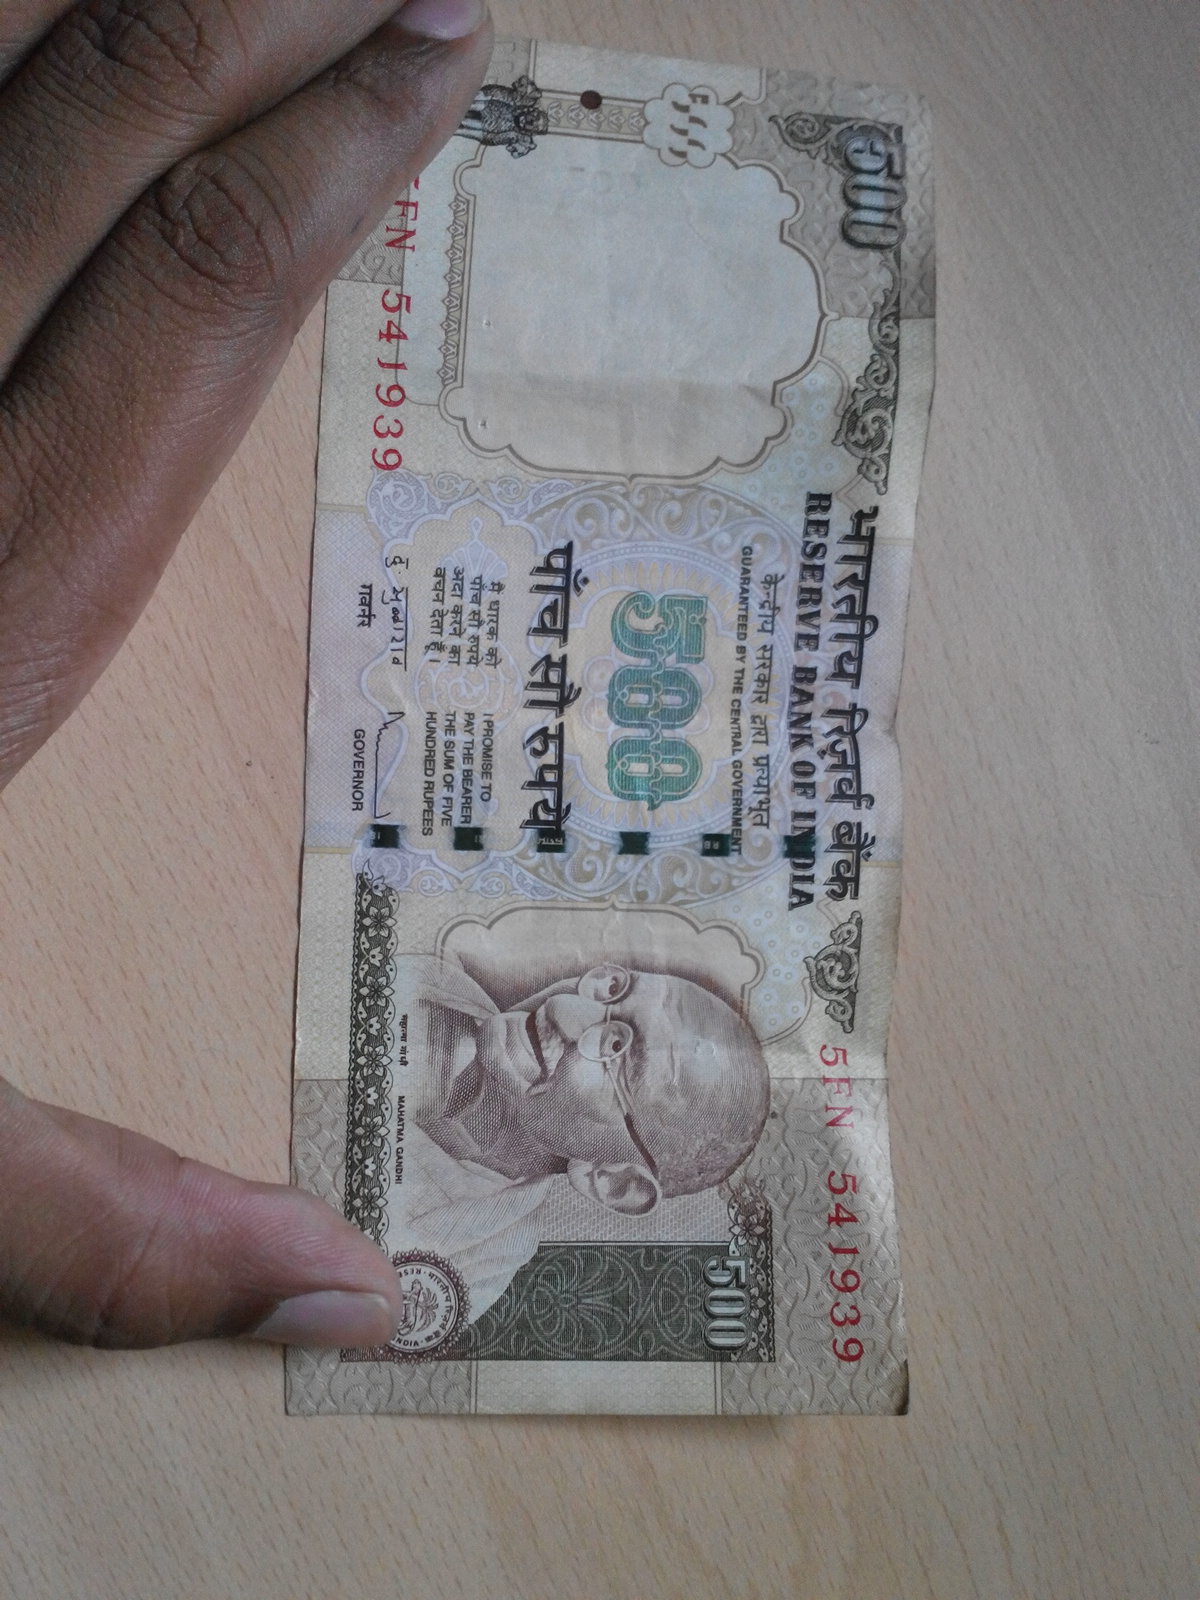 500
भारतीय रिज़र्व बैंक
RESERVE BANK OF INDIA
केन्द्रीय सरकार द्वारा प्रत्याभूत
GUARANTEED BY THE CENTRAL GOVERNMENT
5FN 541939
500
पाँच सौ रुपये
मैं धारक को
पाँच सौ रुपये
अदा करने का
वचन देता हूँ।
I PROMISE TO
PAY THE BEARER
THE SUM OF FIVE
HUNDRED RUPEES
गवर्नर
GOVERNOR
FN 541939
महात्मा गांधी
MAHATMA GANDHI
500